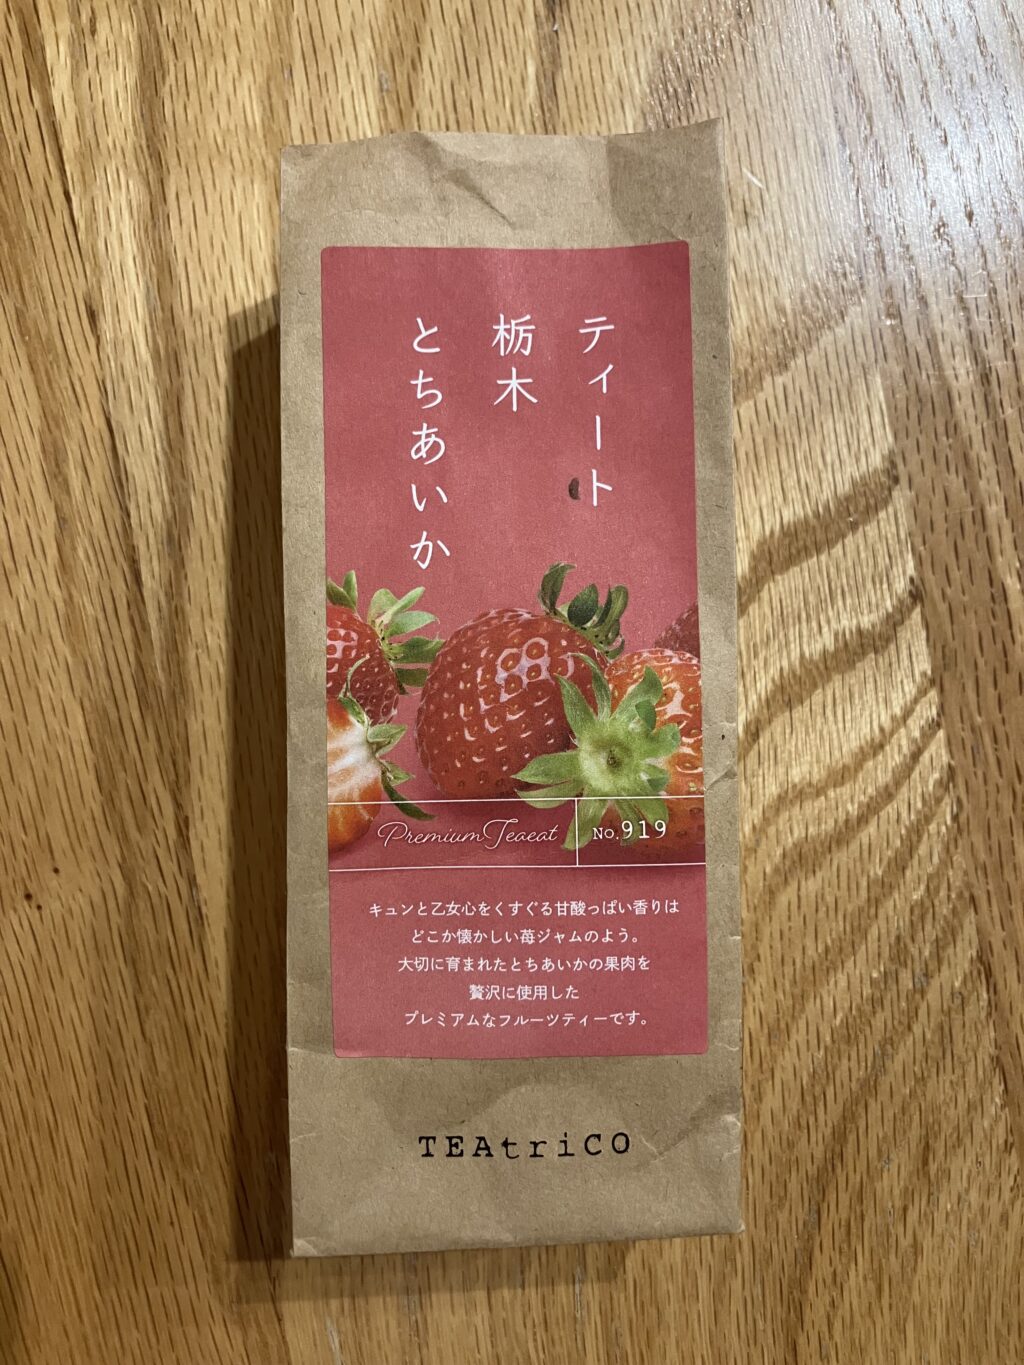 ティート
栃木
とちあいか
Premium Teaeat
No.919
キュンと乙女心をくすぐる甘酸っぱい香りは
どこか懐かしい苺ジャムのよう。
大切に育まれたとちあいかの果肉を
贅沢に使用した
プレミアムなフルーツティーです。
TEAtriCO